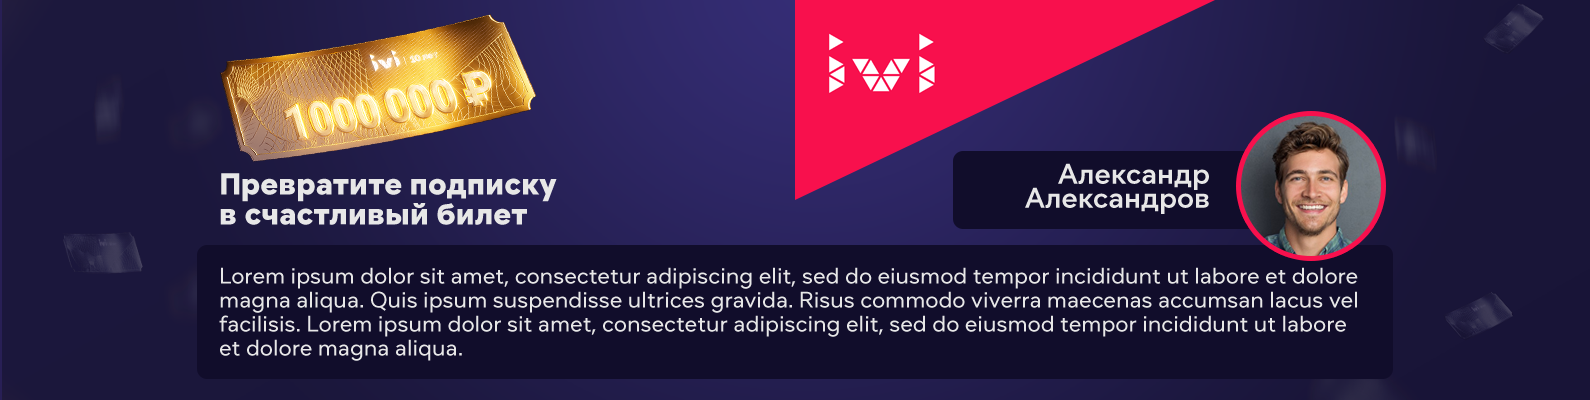 ivi
1000 000 ₽
ivi
Превратите подписку
в счастливый билет
Александр
Александров
Lorem ipsum dolor sit amet, consectetur adipiscing elit, sed do eiusmod tempor incididunt ut labore et dolore
magna aliqua. Quis ipsum suspendisse ultrices gravida. Risus commodo viverra maecenas accumsan lacus vel
facilisis. Lorem ipsum dolor sit amet, consectetur adipiscing elit, sed do eiusmod tempor incididunt ut labore
et dolore magna aliqua.